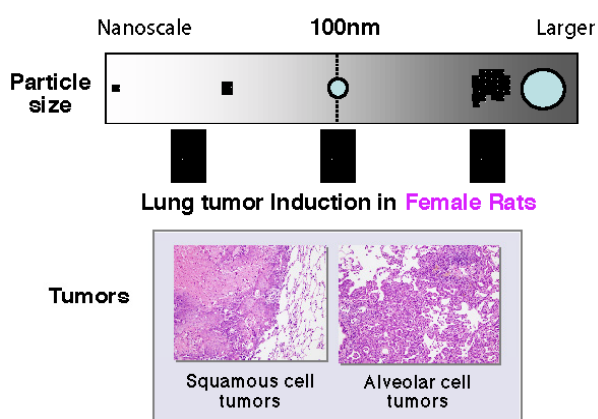 Nanoscale 100nm Larger
Particle
size
Lung tumor Induction in Female Rats
Tumors
Squamous cell
tumors
Alveolar cell
tumors